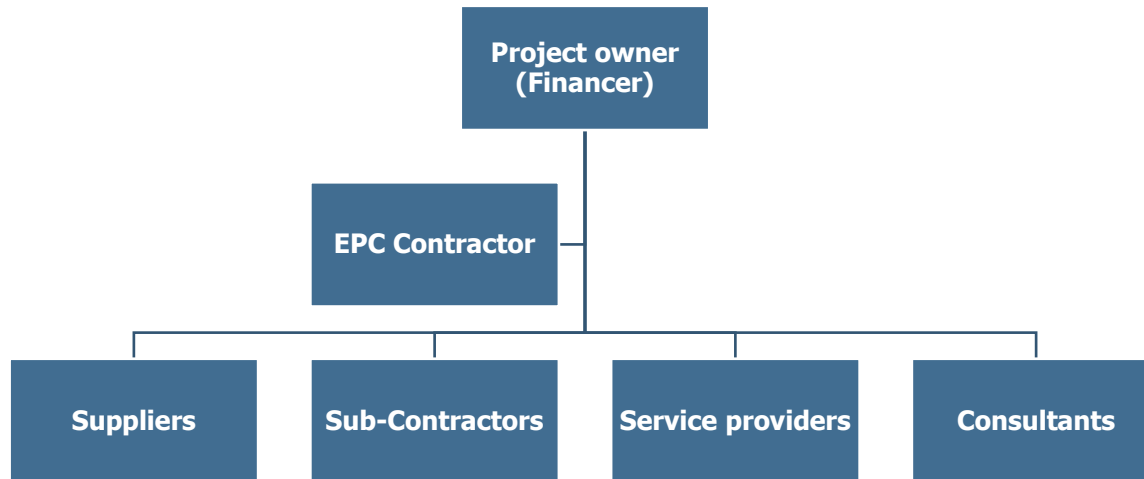 Project owner
(Financer)
EPC Contractor
Suppliers
Sub-Contractors
Service providers
Consultants